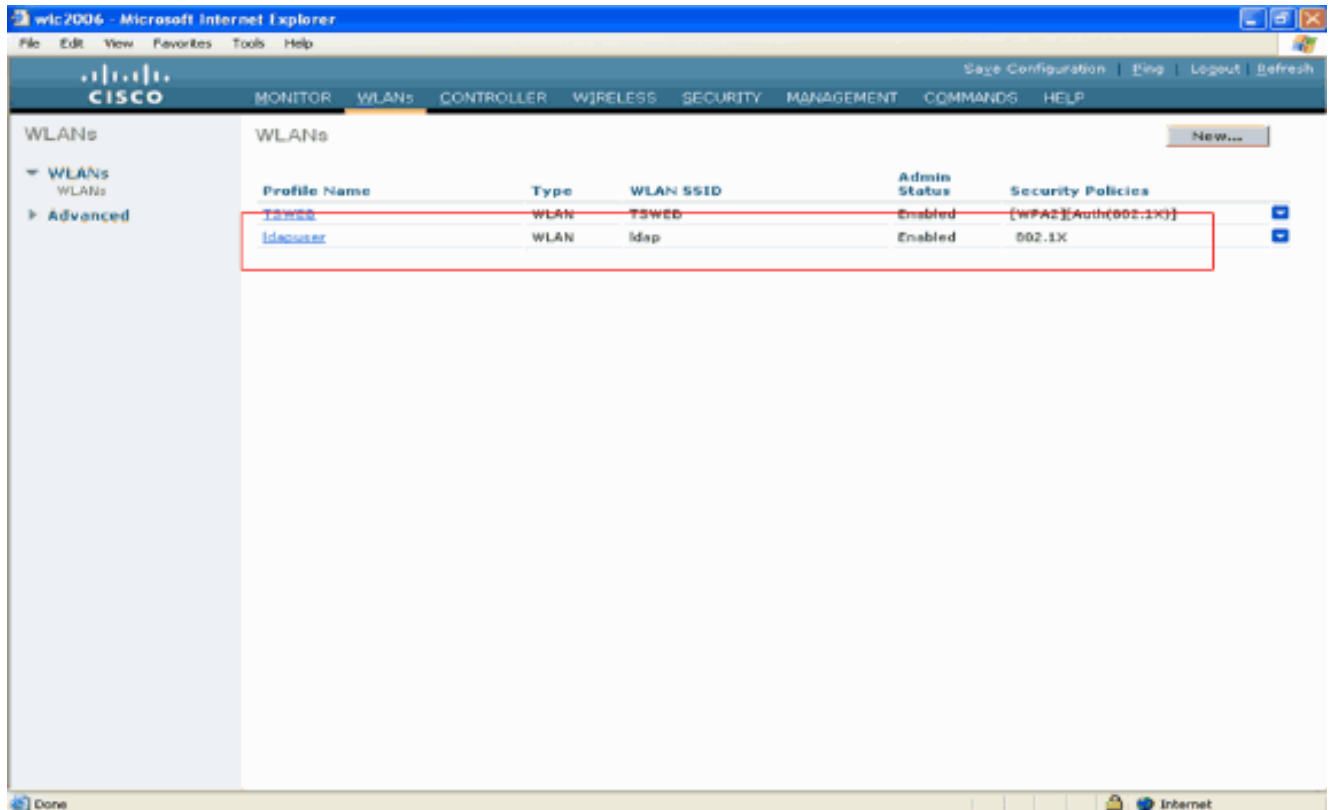 wlc2006 - Microsoft Internet Explorer
File Edit View Favorites Tools Help
Save Configuration | Ping | Logout | Refresh
CISCO
MONITOR WLANs CONTROLLER WIRELESS SECURITY MANAGEMENT COMMANDS HELP
WLANs
WLANs
New...
WLANs
WLANs
Advanced
Profile Name Type WLAN SSID Admin Status Security Policies
TSWEB WLAN TSWEB Enabled [WPA2][Auth(802.1X)]
ldapuser WLAN ldap Enabled 802.1X
Done
Internet